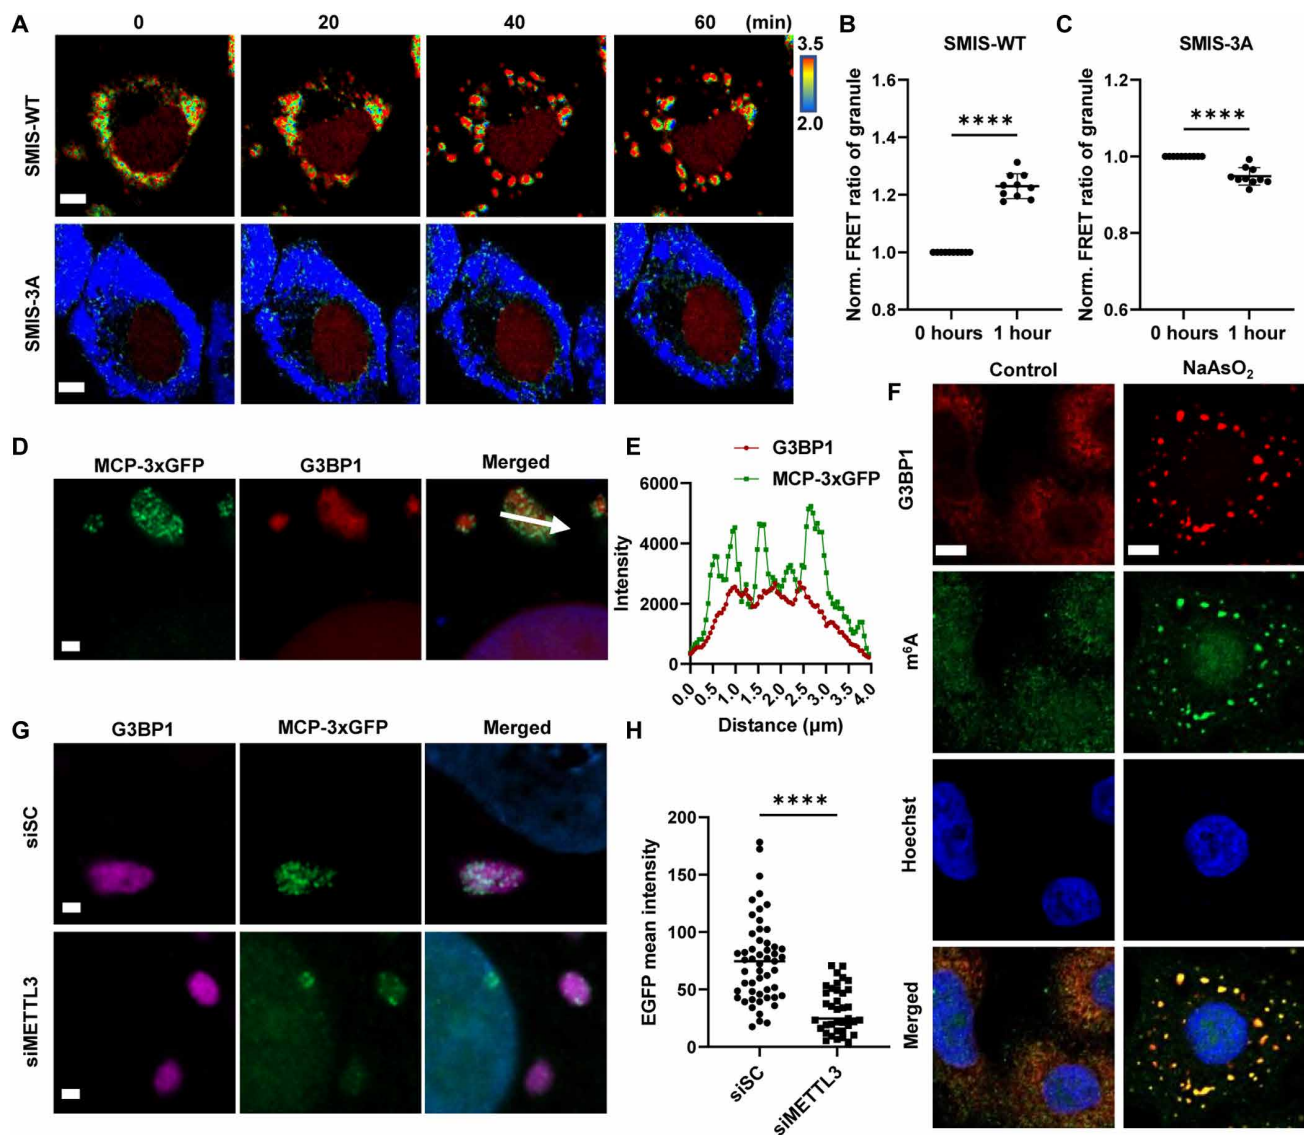 A
0
20
40
60
(min)
3.5
2.0
SMIS-WT
SMIS-3A
B
SMIS-WT
Norm. FRET ratio of granule
1.6
1.4
1.2
1.0
0.8
****
0 hours
1 hour
C
SMIS-3A
Norm. FRET ratio of granule
1.2
1.0
0.8
0.6
****
0 hours
1 hour
D
MCP-3xGFP
G3BP1
Merged
E
G3BP1
MCP-3xGFP
Intensity
6000
4000
2000
0
0.0
0.5
1.0
1.5
2.0
2.5
3.0
3.5
4.0
Distance (μm)
F
Control
NaAsO₂
G3BP1
m⁶A
Hoechst
Merged
G
G3BP1
MCP-3xGFP
Merged
siSC
siMETTL3
H
EGFP mean intensity
200
150
100
50
0
****
siSC
siMETTL3